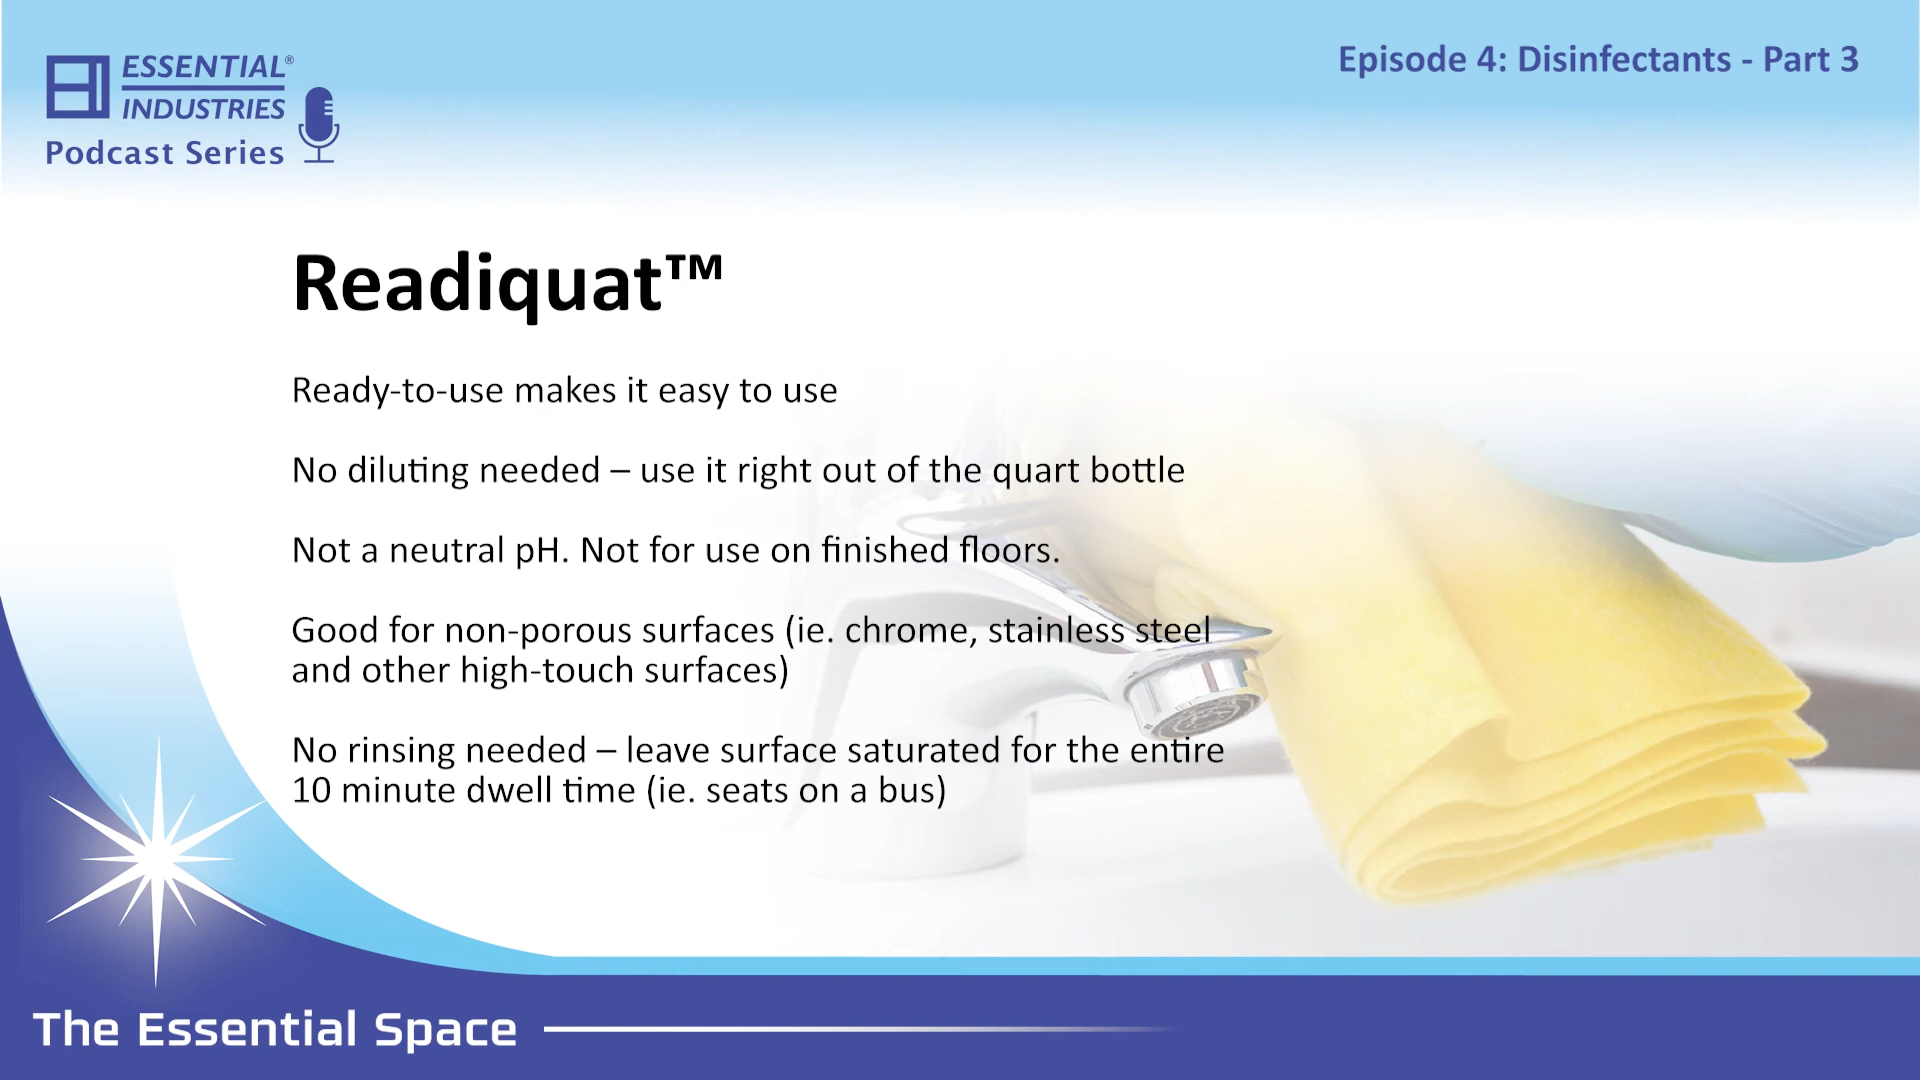 ESSENTIAL®
INDUSTRIES
Podcast Series
Episode 4: Disinfectants - Part 3
Readiquat™
Ready-to-use makes it easy to use
No diluting needed – use it right out of the quart bottle
Not a neutral pH. Not for use on finished floors.
Good for non-porous surfaces (ie. chrome, stainless steel
and other high-touch surfaces)
No rinsing needed – leave surface saturated for the entire
10 minute dwell time (ie. seats on a bus)
The Essential Space